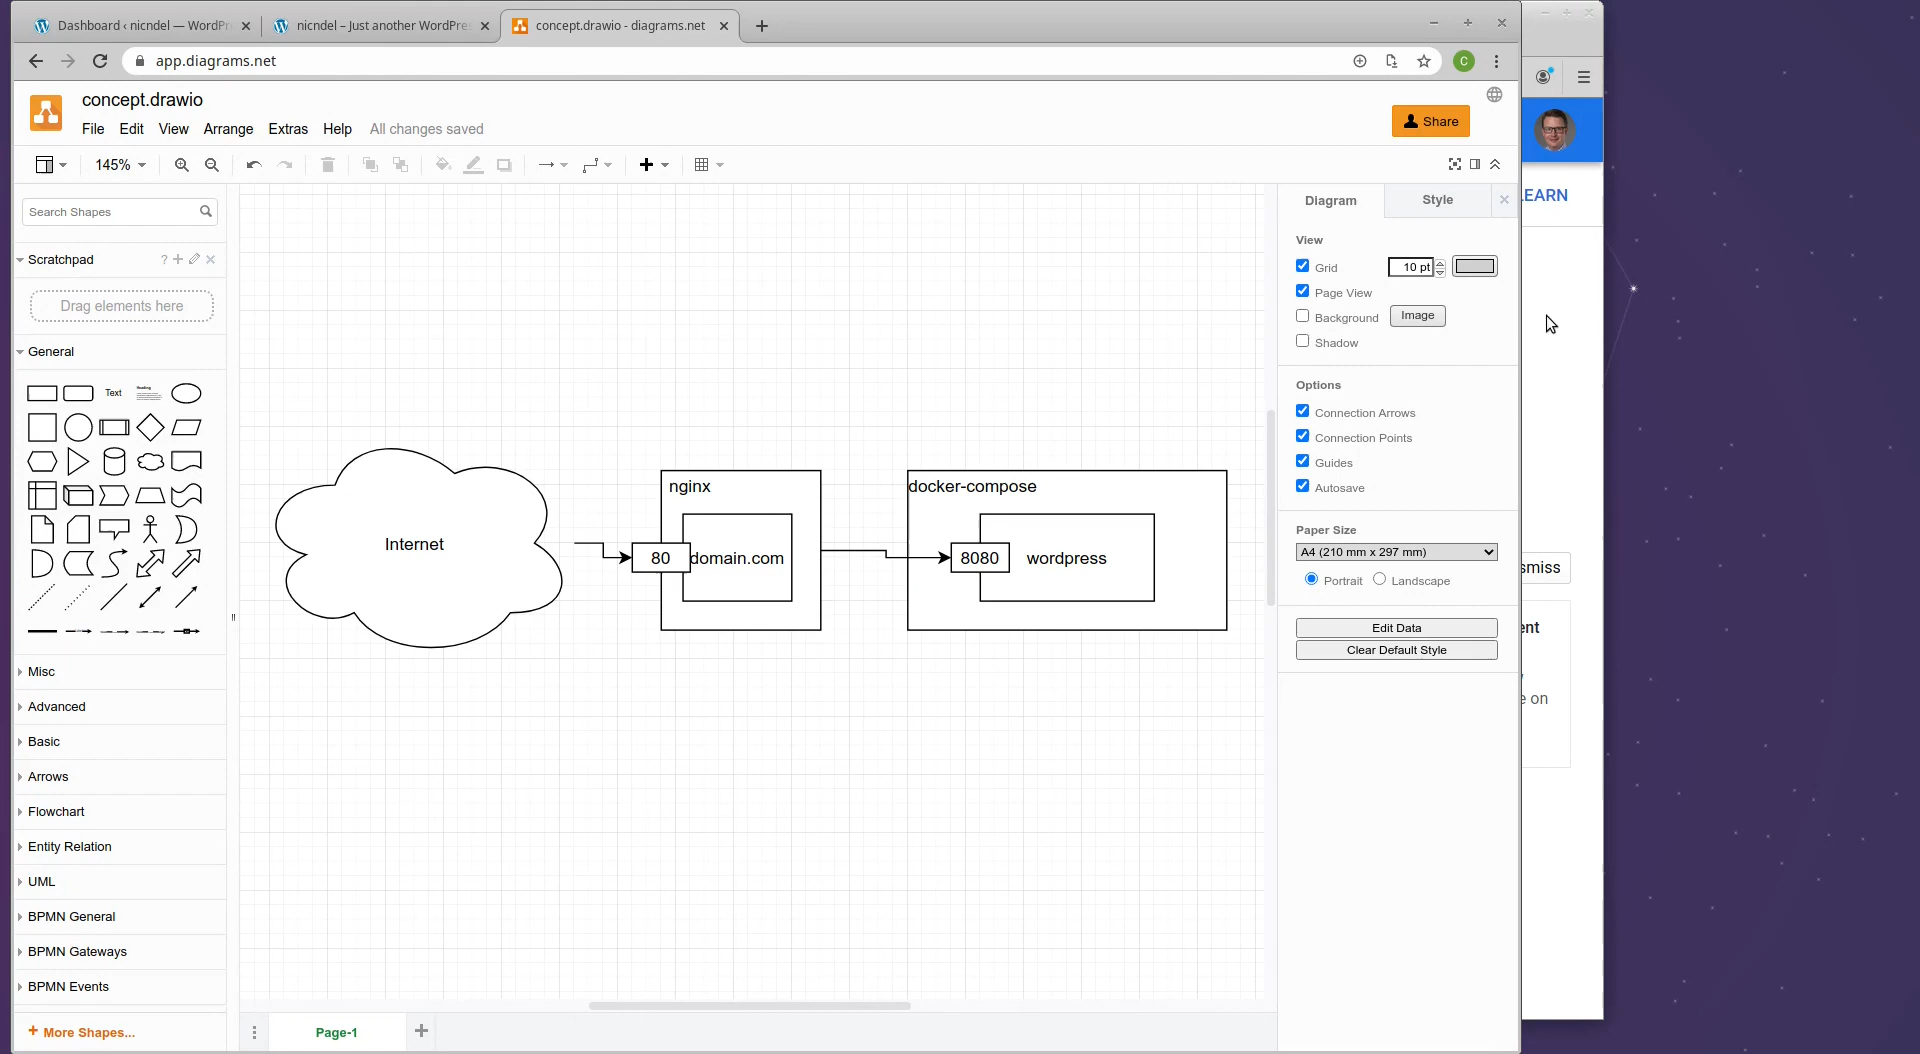 Dashboard ‹ nicndel — WordPr
nicndel – Just another WordPres
concept.drawio - diagrams.net
app.diagrams.net
C
concept.drawio
File Edit View Arrange Extras Help All changes saved
Share
145%
Search Shapes
Scratchpad
?
Drag elements here
General
Text
Heading
Misc
Advanced
Basic
Arrows
Flowchart
Entity Relation
UML
BPMN General
BPMN Gateways
BPMN Events
+ More Shapes...
Internet
nginx
80
domain.com
docker-compose
8080
wordpress
Page-1
Diagram
Style
View
Grid
10 pt
Page View
Background
Image
Shadow
Options
Connection Arrows
Connection Points
Guides
Autosave
Paper Size
A4 (210 mm x 297 mm)
Portrait
Landscape
Edit Data
Clear Default Style
EARN
smiss
ent
e on